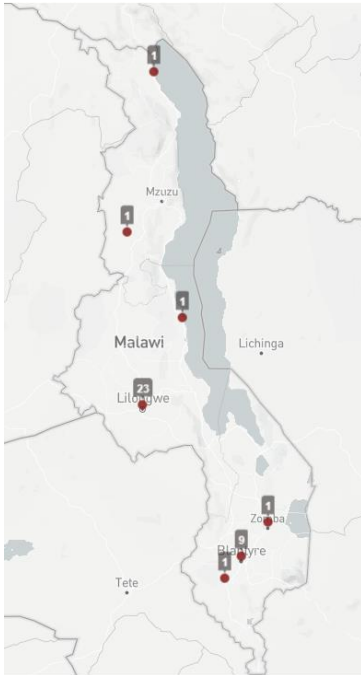 1
Mzuzu
1
1
Malawi
Lichinga
23
Lilongwe
1
Zomba
9
Blantyre
1
Tete